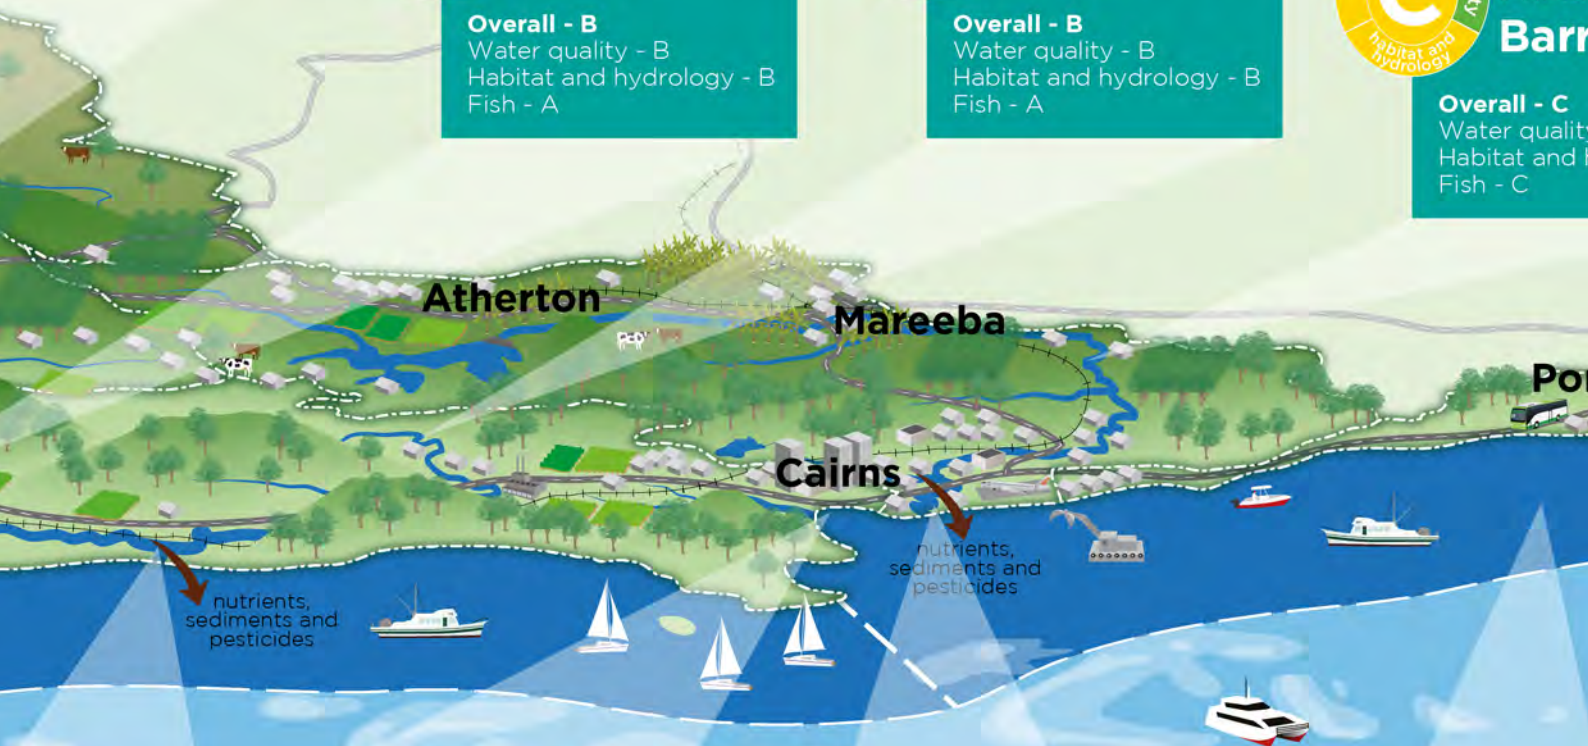 Overall - B
Water quality - B
Habitat and hydrology - B
Fish - A
Overall - B
Water quality - B
Habitat and hydrology - B
Fish - A
C
habitat and
hydrology
Barr
Overall - C
Water quality
Habitat and
Fish - C
Atherton
Mareeba
Po
Cairns
nutrients,
sediments and
pesticides
nutrients,
sediments and
pesticides